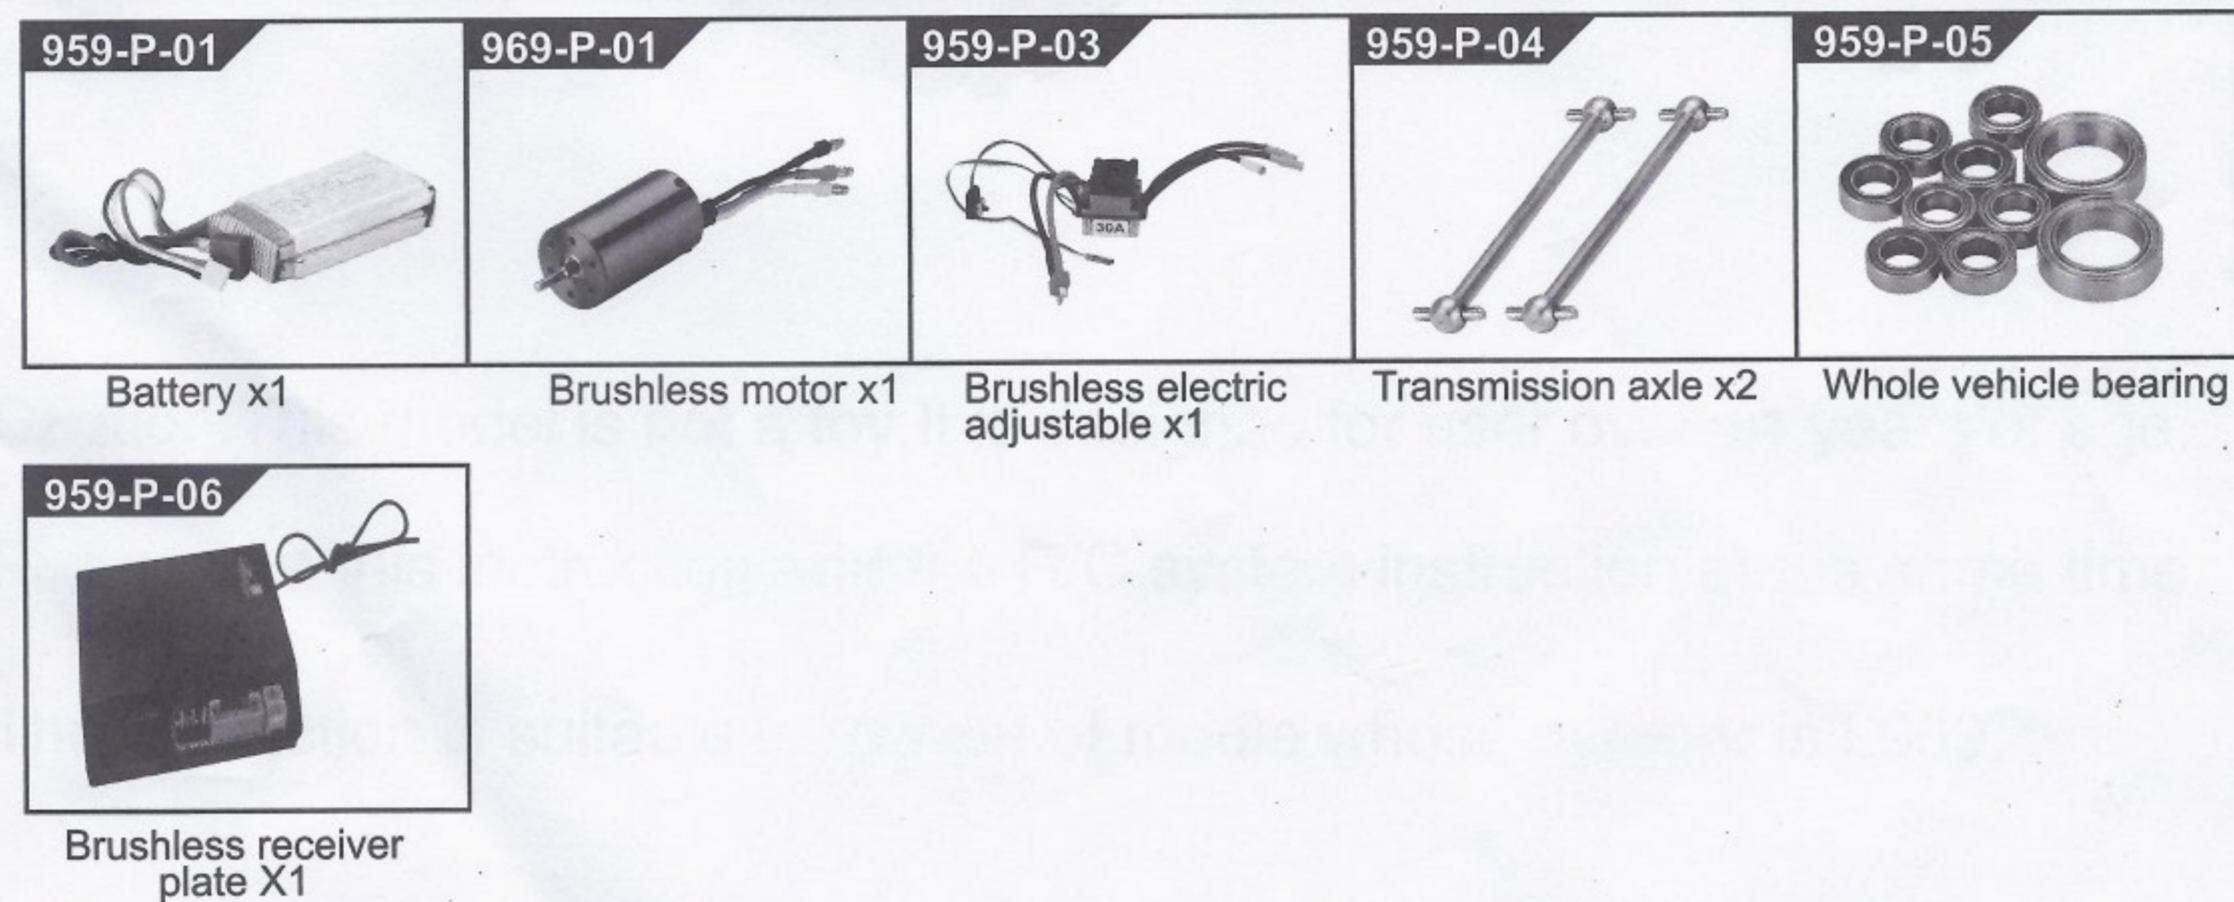 959-P-01
969-P-01
959-P-03
959-P-04
959-P-05
30A
Battery x1
Brushless motor x1
Brushless electric
adjustable x1
Transmission axle x2
Whole vehicle bearing
959-P-06
Brushless receiver
plate X1